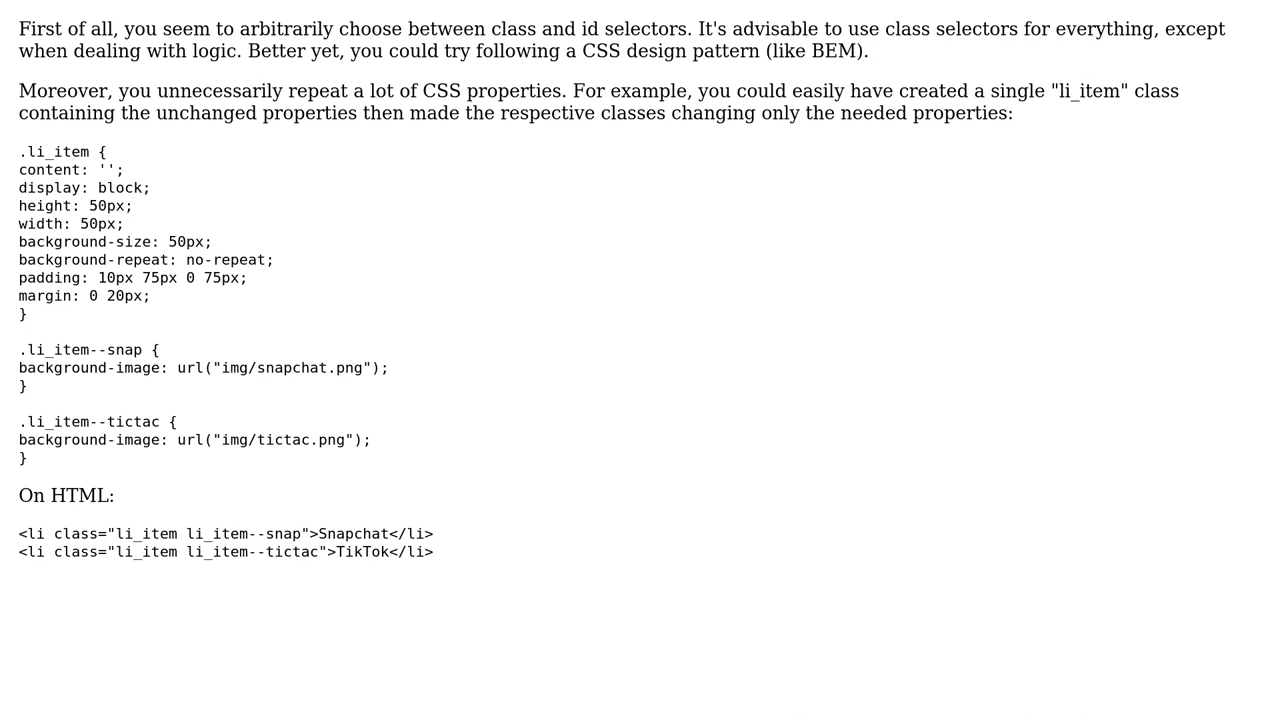 First of all, you seem to arbitrarily choose between class and id selectors. It's advisable to use class selectors for everything, except
when dealing with logic. Better yet, you could try following a CSS design pattern (like BEM).
Moreover, you unnecessarily repeat a lot of CSS properties. For example, you could easily have created a single "li_item" class
containing the unchanged properties then made the respective classes changing only the needed properties:
.li_item {
content: '';
display: block;
height: 50px;
width: 50px;
background-size: 50px;
background-repeat: no-repeat;
padding: 10px 75px 0 75px;
margin: 0 20px;
}
.li_item--snap {
background-image: url("img/snapchat.png");
}
.li_item--tictac {
background-image: url("img/tictac.png");
}
On HTML:
<li class="li_item li_item--snap">Snapchat</li>
<li class="li_item li_item--tictac">TikTok</li>